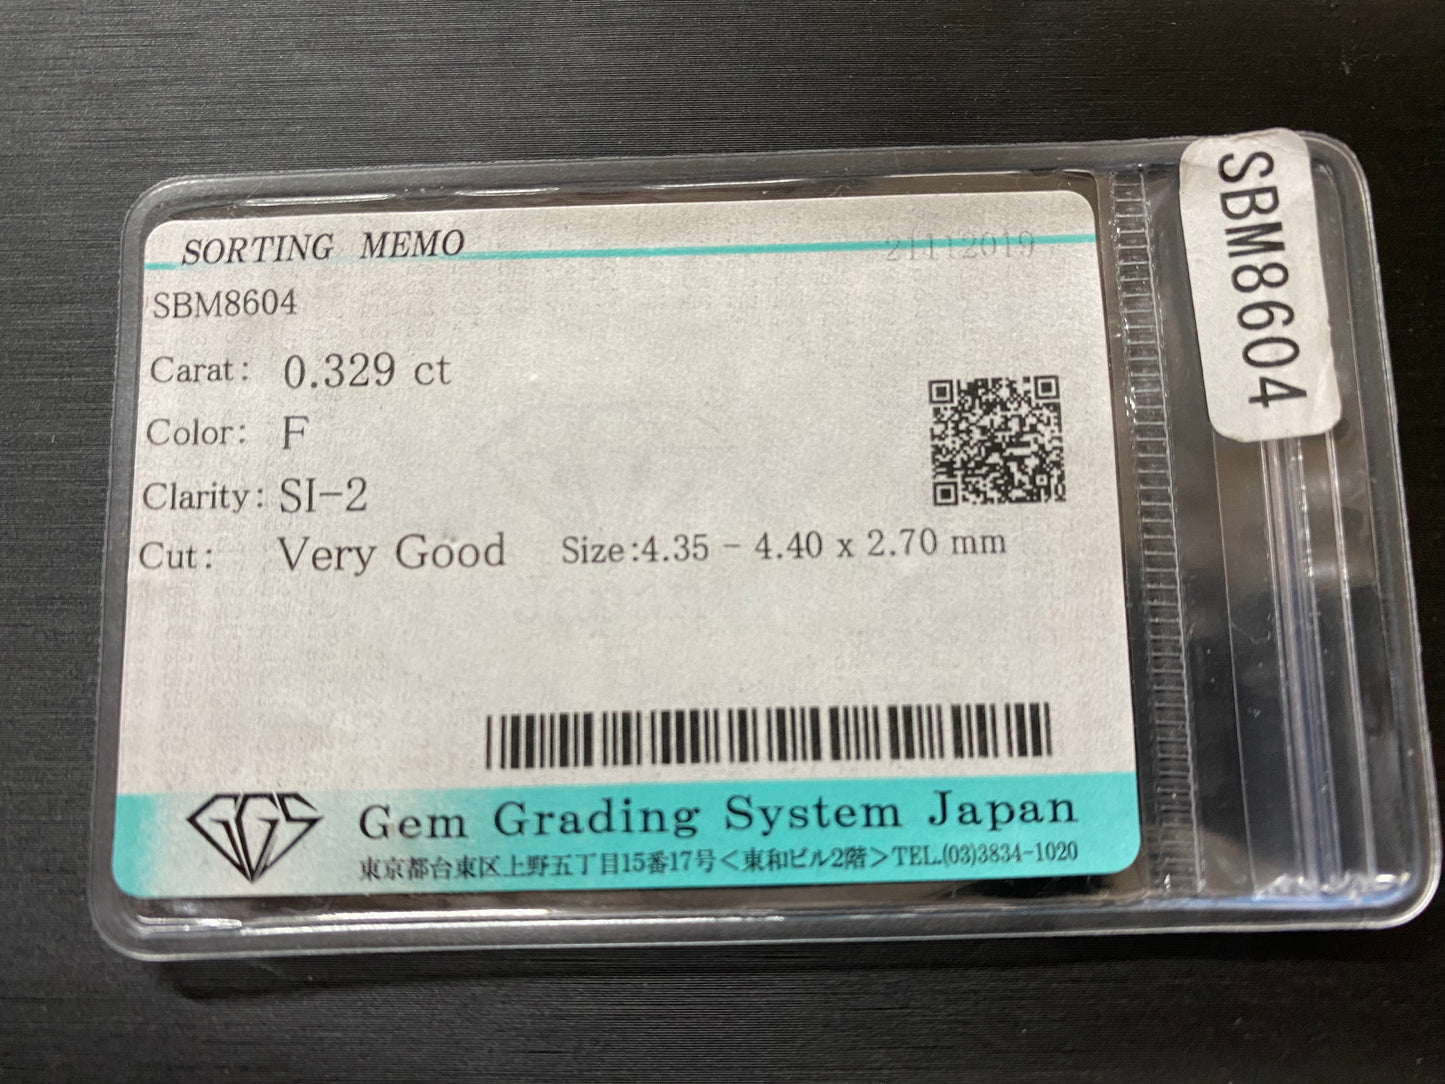 SORTING MEMO
21112019
SBM8604
Carat: 0.329 ct
Color: F
Clarity: SI-2
Cut: Very Good Size:4.35 - 4.40 x 2.70 mm
GGS
Gem Grading System Japan
東京都台東区上野五丁目15番17号＜東和ビル2階＞TEL.(03)3834-1020
SBM8604